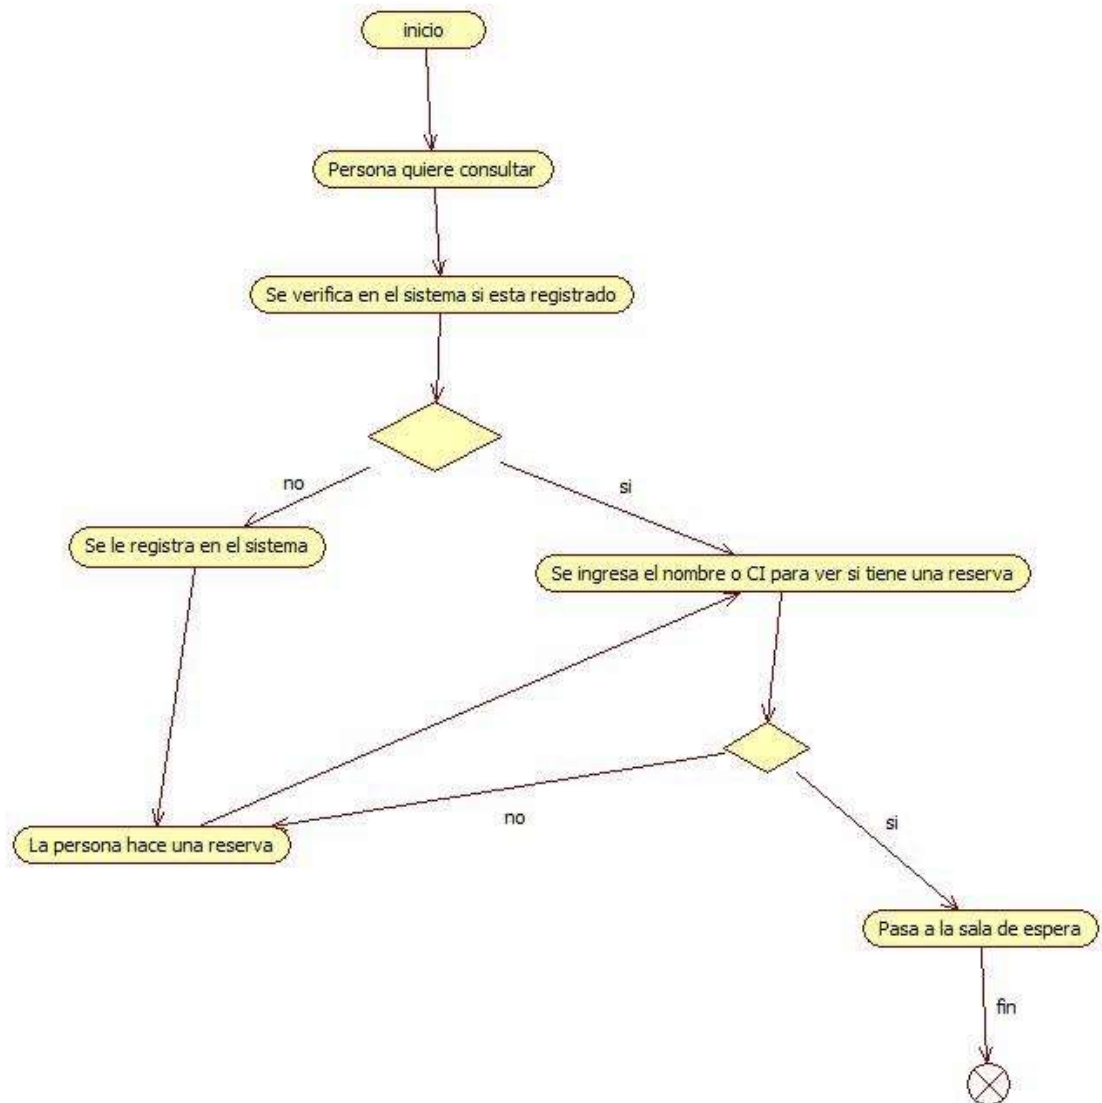 inicio
Persona quiere consultar
Se verifica en el sistema si esta registrado
no
si
Se le registra en el sistema
Se ingresa el nombre o CI para ver si tiene una reserva
no
si
La persona hace una reserva
Pasa a la sala de espera
fin